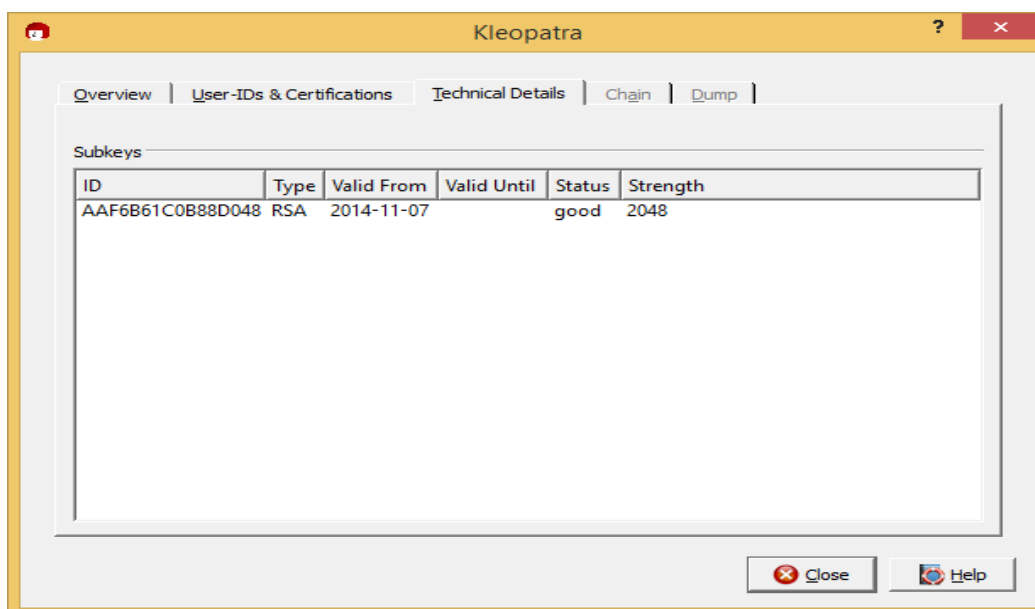 Kleopatra
?
Overview User-IDs & Certifications Technical Details Chain Dump
Subkeys
ID Type Valid From Valid Until Status Strength
AAF6B61C0B88D048 RSA 2014-11-07 good 2048
Close Help